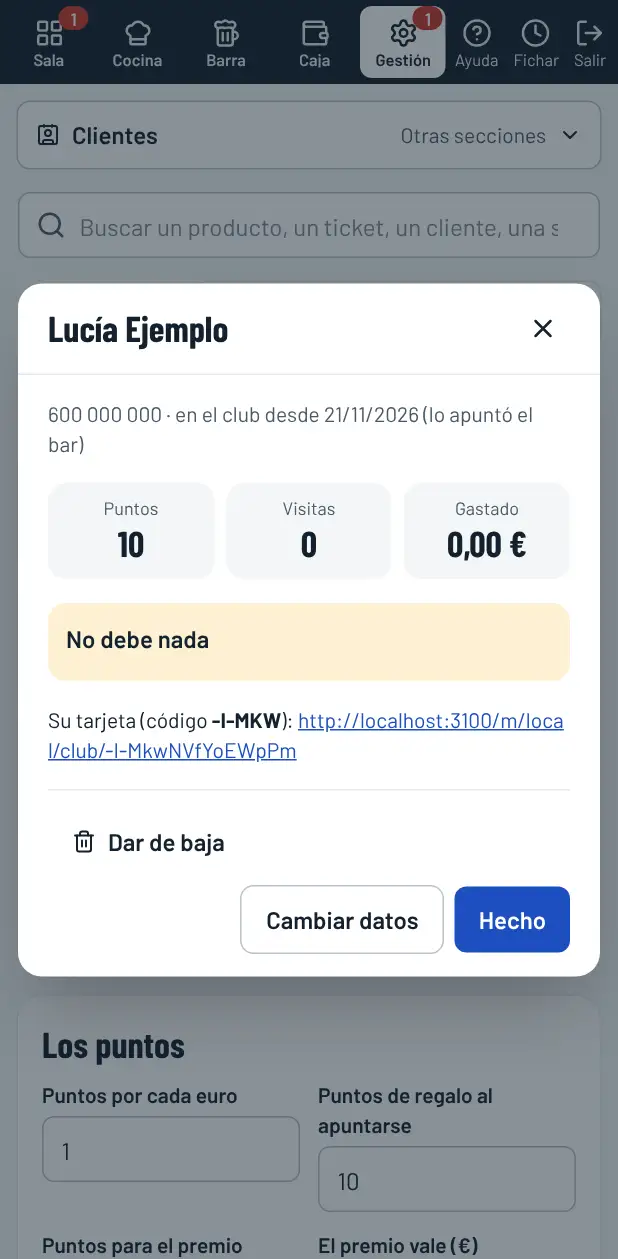 1
1
Sala
Cocina
Barra
Caja
Gestión
Ayuda
Fichar
Salir
Clientes
Otras secciones
Buscar un producto, un ticket, un cliente, una s
Lucía Ejemplo
600 000 000 · en el club desde 21/11/2026 (lo apuntó el
bar)
Puntos
Visitas
Gastado
10
0
0,00 €
No debe nada
Su tarjeta (código -I-MKW): http://localhost:3100/m/loca
l/club/-I-MkwNVfYoEWpPm
Dar de baja
Cambiar datos
Hecho
Los puntos
Puntos por cada euro
1
Puntos de regalo al
apuntarse
10
Puntos para el premio
El premio vale (€)